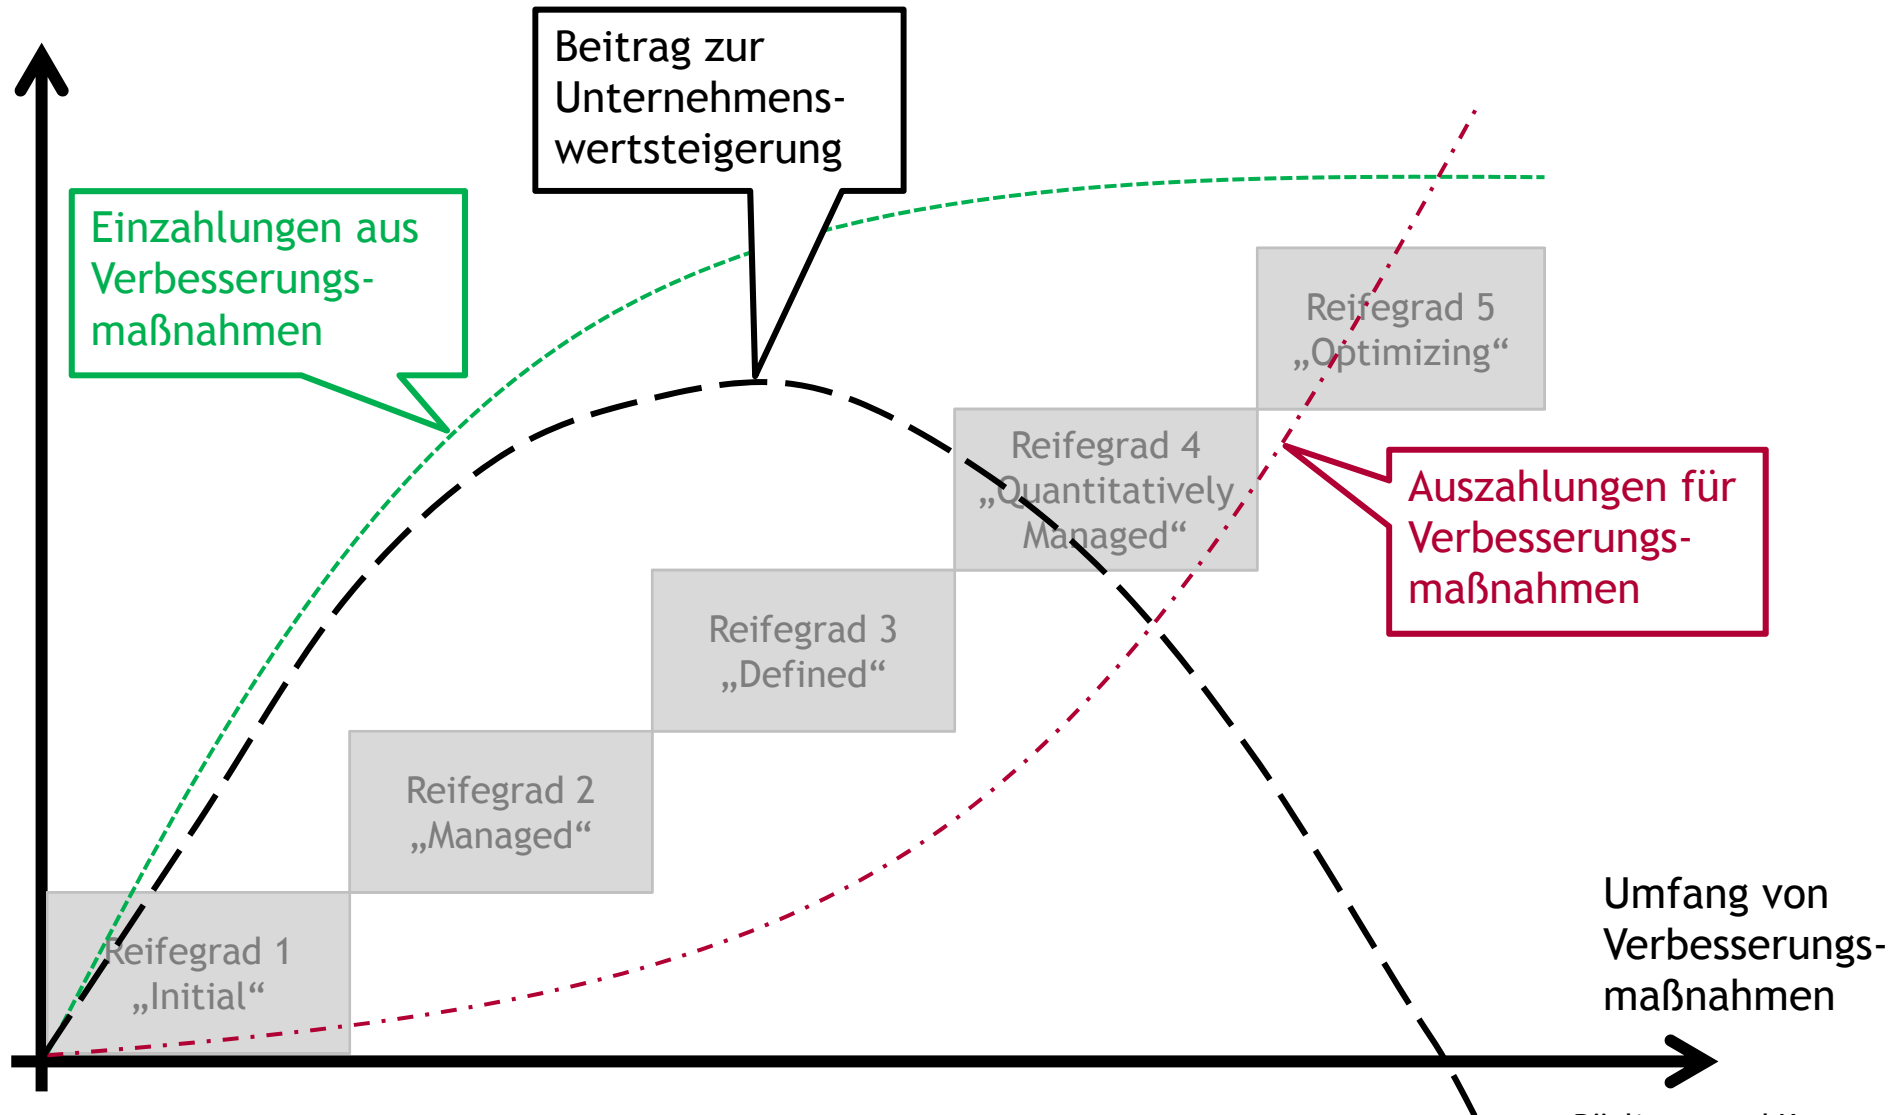 Beitrag zur
Unternehmens-
wertsteigerung
Einzahlungen aus
Verbesserungs-
maßnahmen
Reifegrad 5
„Optimizing“
Reifegrad 4
„Quantitatively
Managed“
Auszahlungen für
Verbesserungs-
maßnahmen
Reifegrad 3
„Defined“
Reifegrad 2
„Managed“
Reifegrad 1
„Initial“
Umfang von
Verbesserungs-
maßnahmen